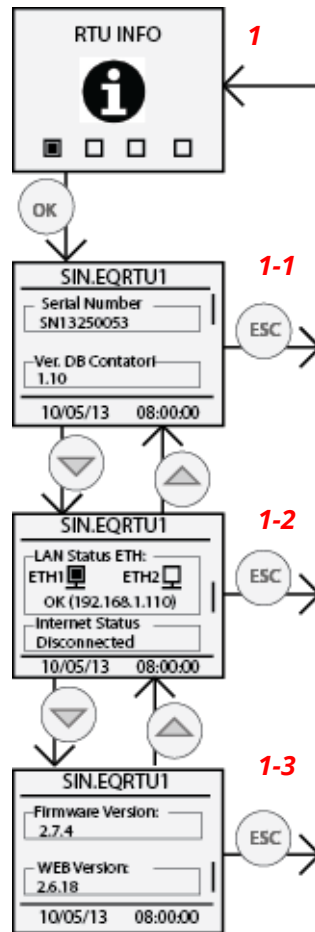 RTU INFO
1
OK
SIN.EQRTU1
1-1
Serial Number
SN13250053
ESC
Ver. DB Contatori
1.10
10/05/13 08:00:00
SIN.EQRTU1
1-2
LAN Status ETH:
ETH1 ETH2
ESC
OK (192.168.1.110)
Internet Status
Disconnected
10/05/13 08:00:00
SIN.EQRTU1
1-3
Firmware Version:
2.7.4
ESC
WEB Version:
2.6.18
10/05/13 08:00:00